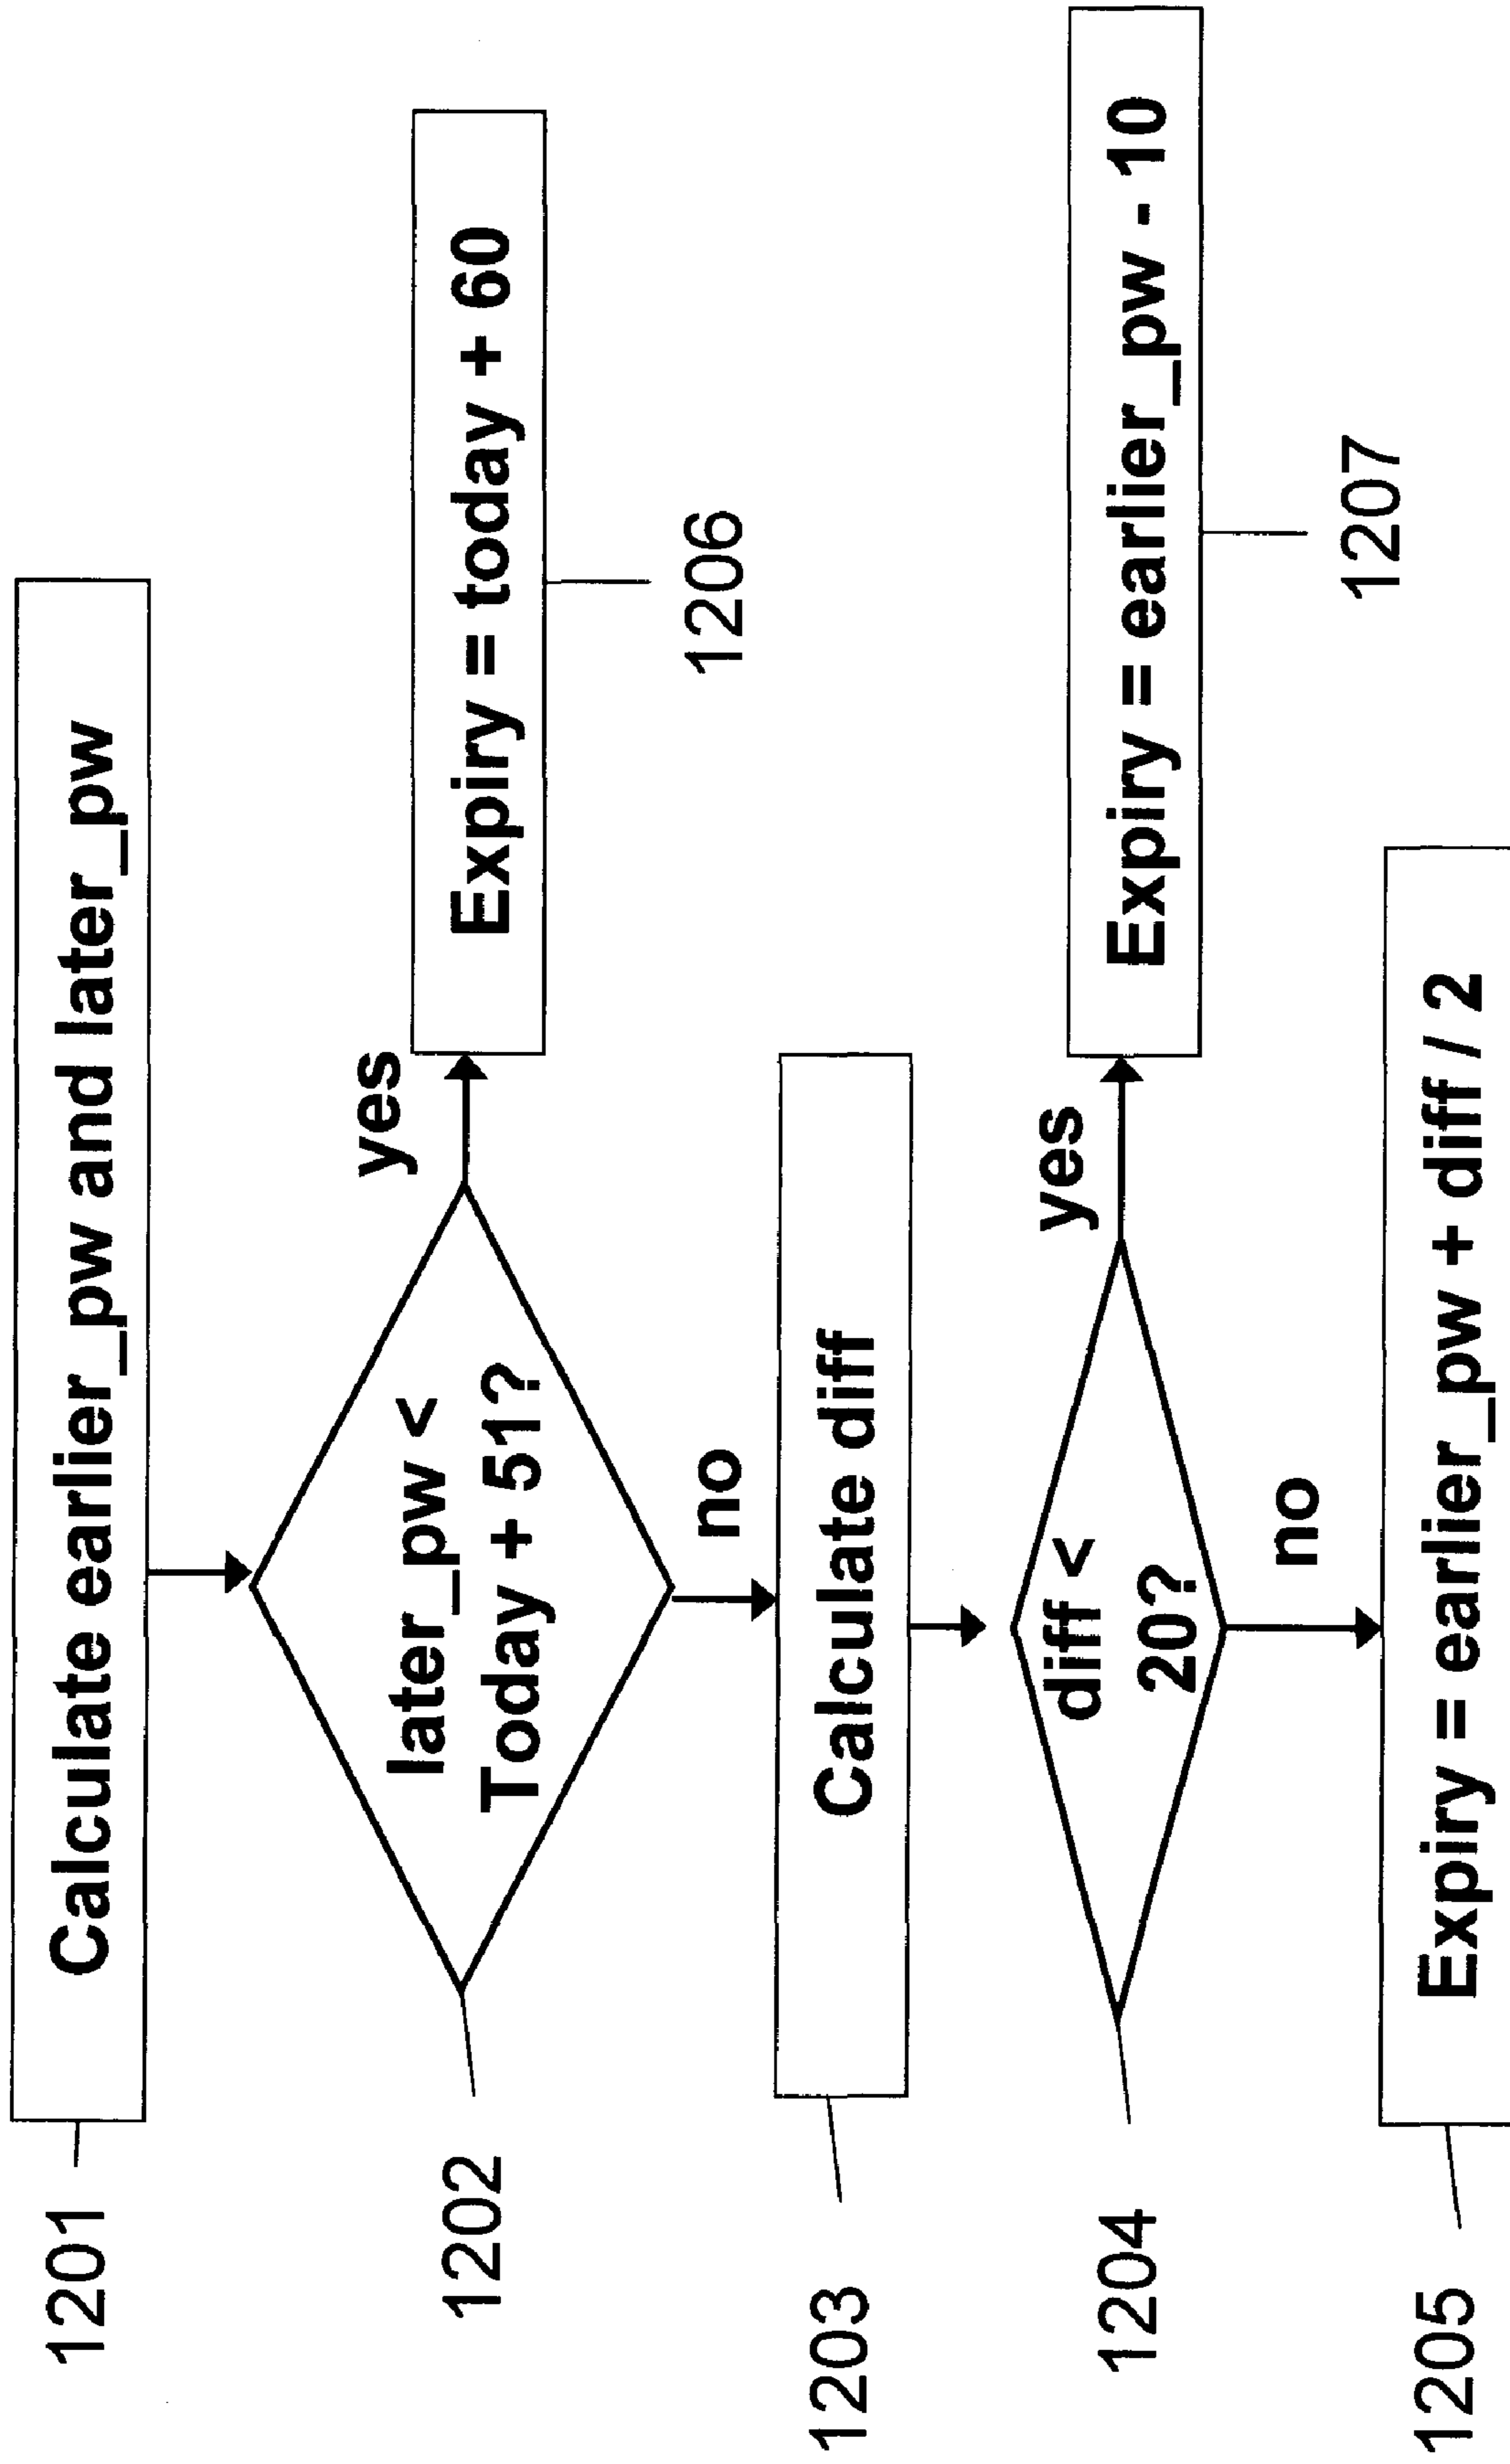 1201
Calculate earlier_pw and later_pw
1202
later_pw <
Today + 51?
yes
Expiry = today + 60
1206
no
1203
Calculate diff
1204
diff <
20?
yes
Expiry = earlier_pw - 10
1207
no
1205
Expiry = earlier_pw + diff / 2